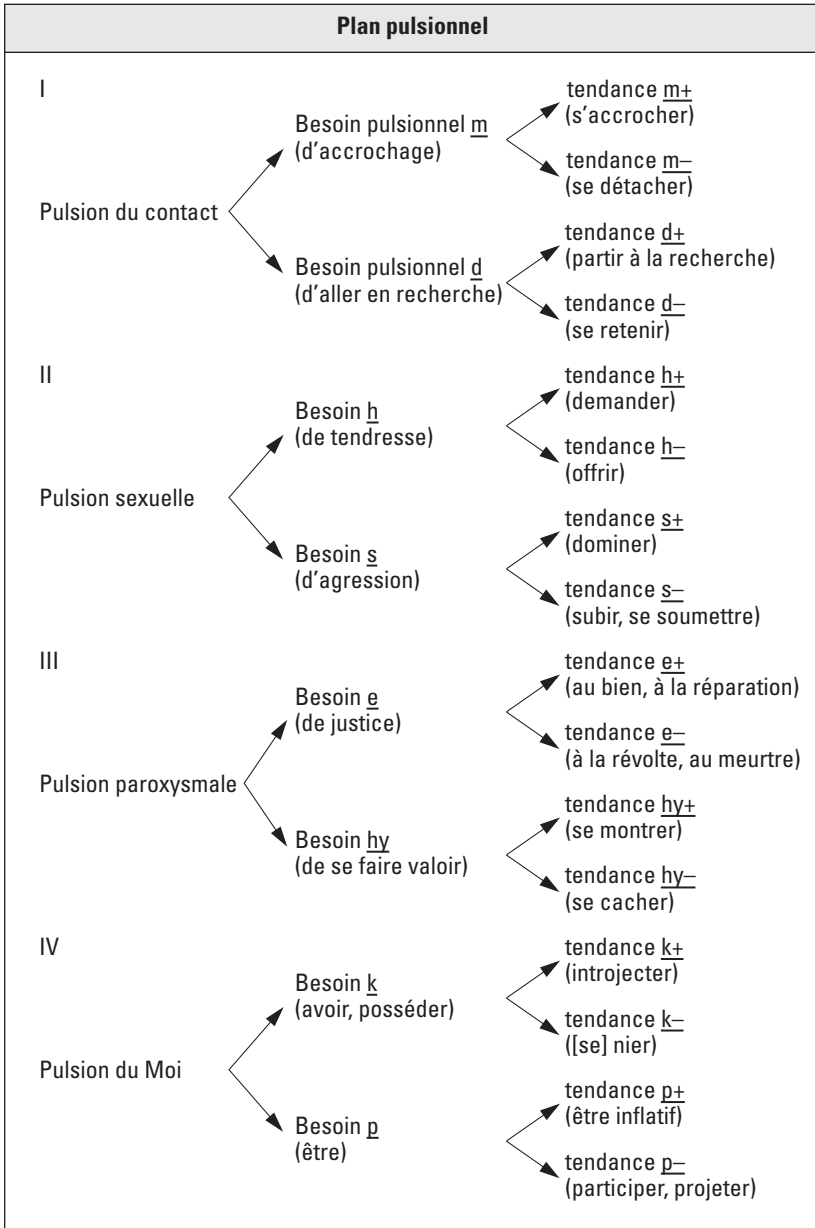 Plan pulsionnel
I
tendance m+
(s'accrocher)
Besoin pulsionnel m
(d'accrochage)
tendance m–
(se détacher)
Pulsion du contact
tendance d+
(partir à la recherche)
Besoin pulsionnel d
(d'aller en recherche)
tendance d–
(se retenir)
II
tendance h+
(demander)
Besoin h
(de tendresse)
tendance h–
(offrir)
Pulsion sexuelle
tendance s+
(dominer)
Besoin s
(d'agression)
tendance s–
(subir, se soumettre)
III
tendance e+
(au bien, à la réparation)
Besoin e
(de justice)
tendance e–
(à la révolte, au meurtre)
Pulsion paroxysmale
tendance hy+
(se montrer)
Besoin hy
(de se faire valoir)
tendance hy–
(se cacher)
IV
tendance k+
(introjecter)
Besoin k
(avoir, posséder)
tendance k–
([se] nier)
Pulsion du Moi
tendance p+
(être inflatif)
Besoin p
(être)
tendance p–
(participer, projeter)